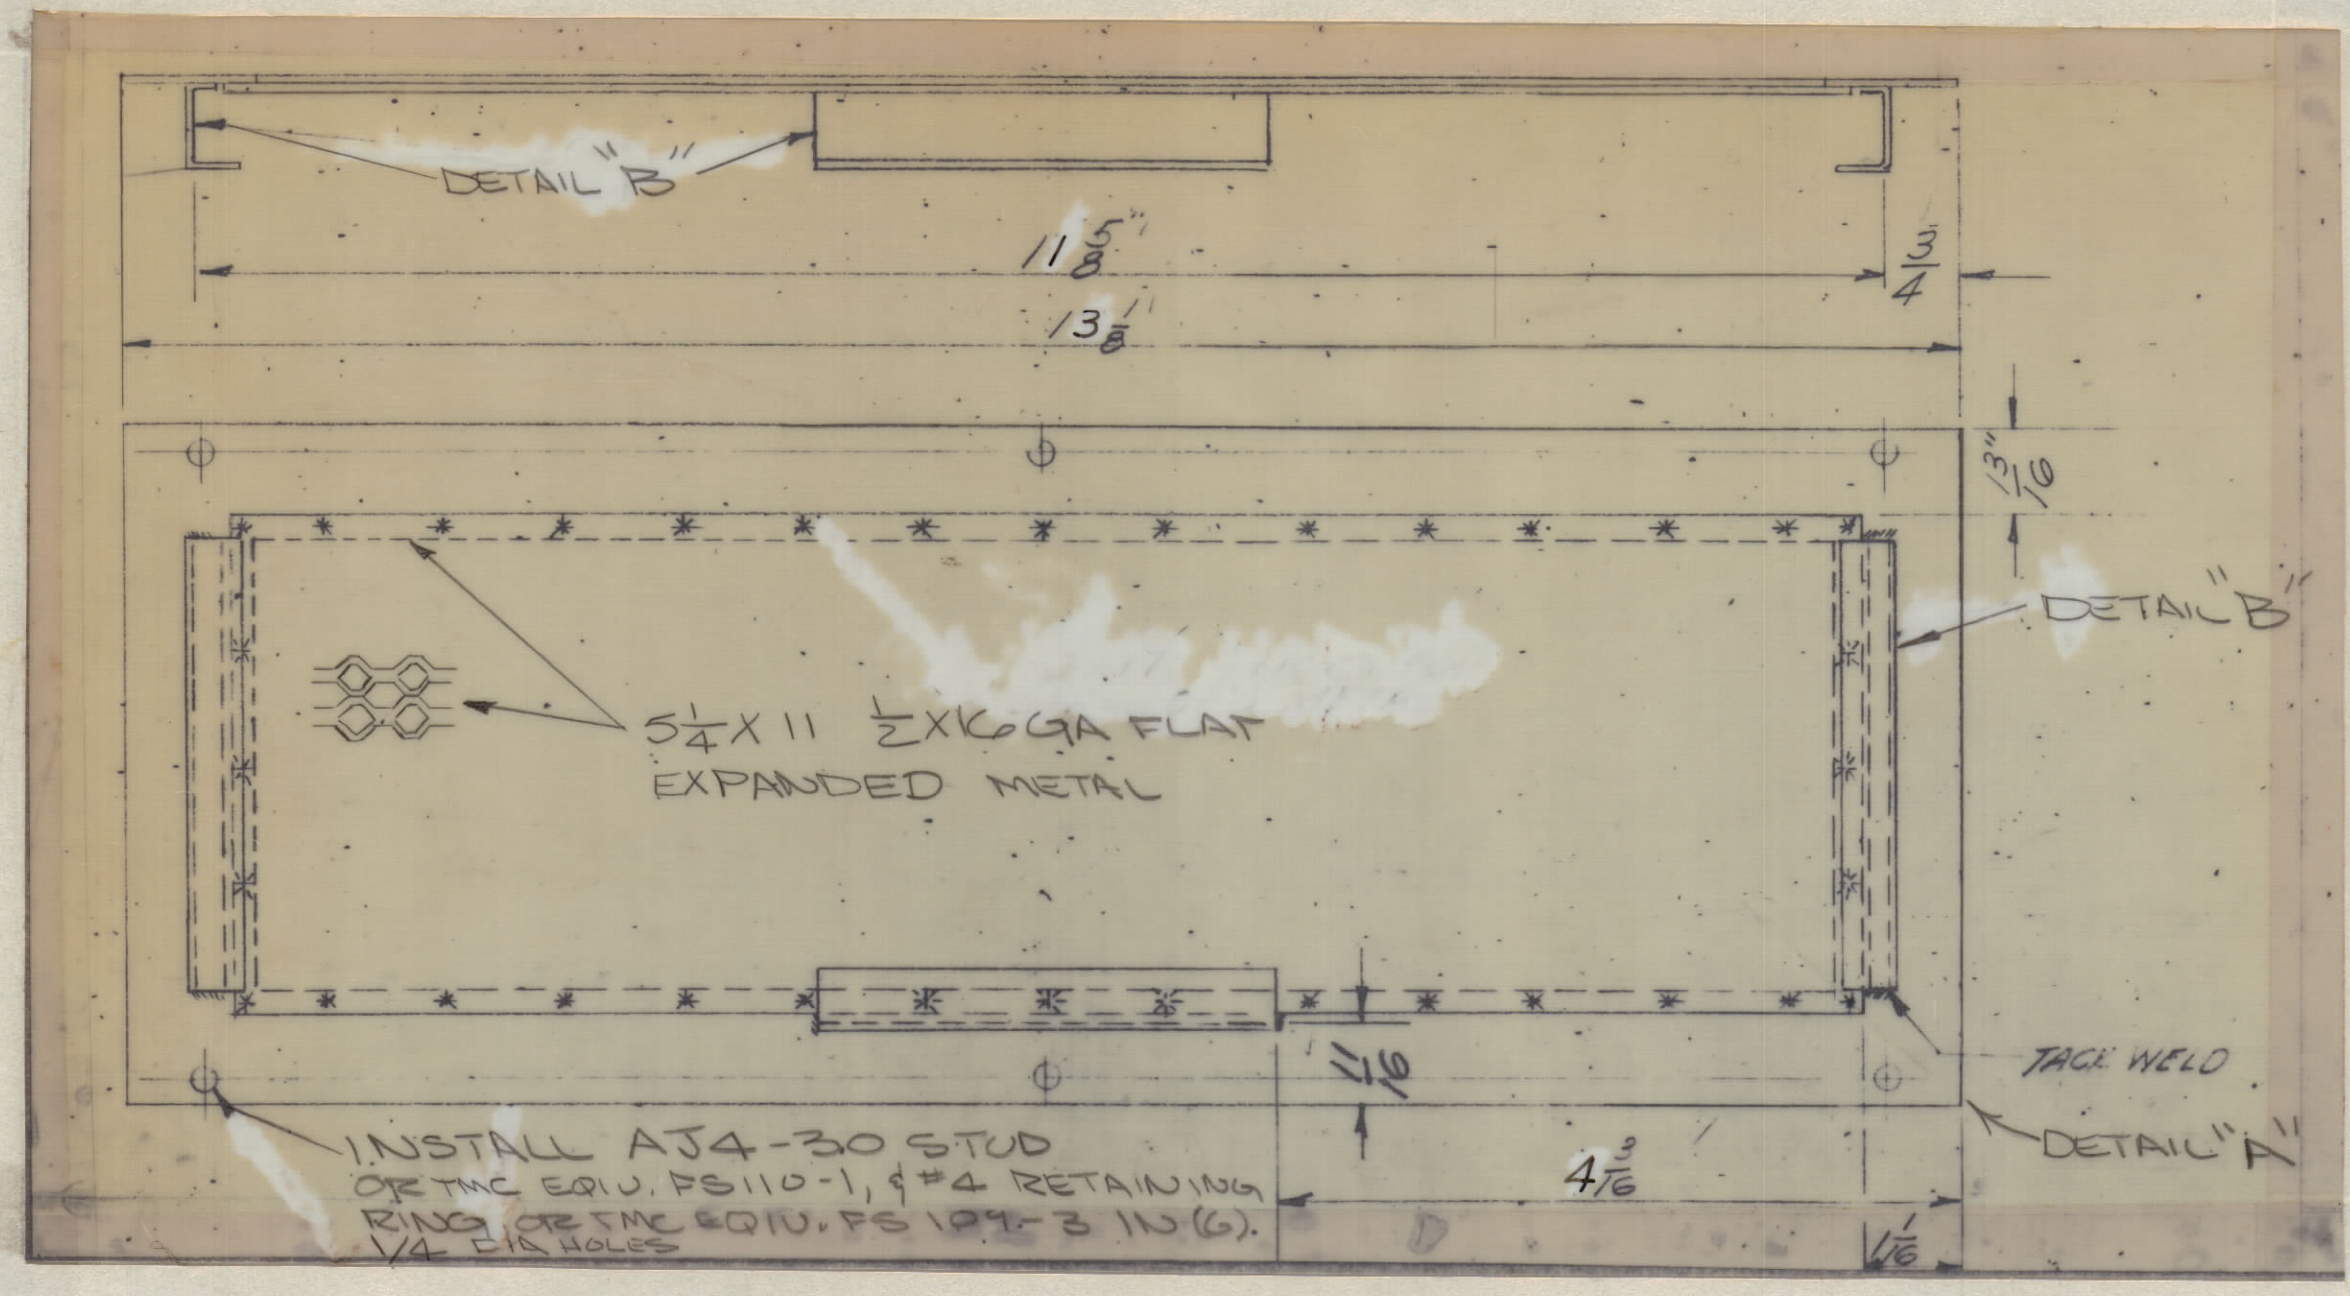 DETAIL "B"
11 5/8"
3/4
13 1/8"
13/16"
DETAIL "B"
5 1/4 X 11 1/2 X 16 GA FLAT
EXPANDED METAL
11/16
TACK WELD
DETAIL "A"
INSTALL AJ4-30 STUD
OR TMC EQIV. FS110-1, & #4 RETAINING
RING OR TMC EQIV. FS 109-3 IN (6).
1/4 DIA HOLES
4 3/16
1 1/16